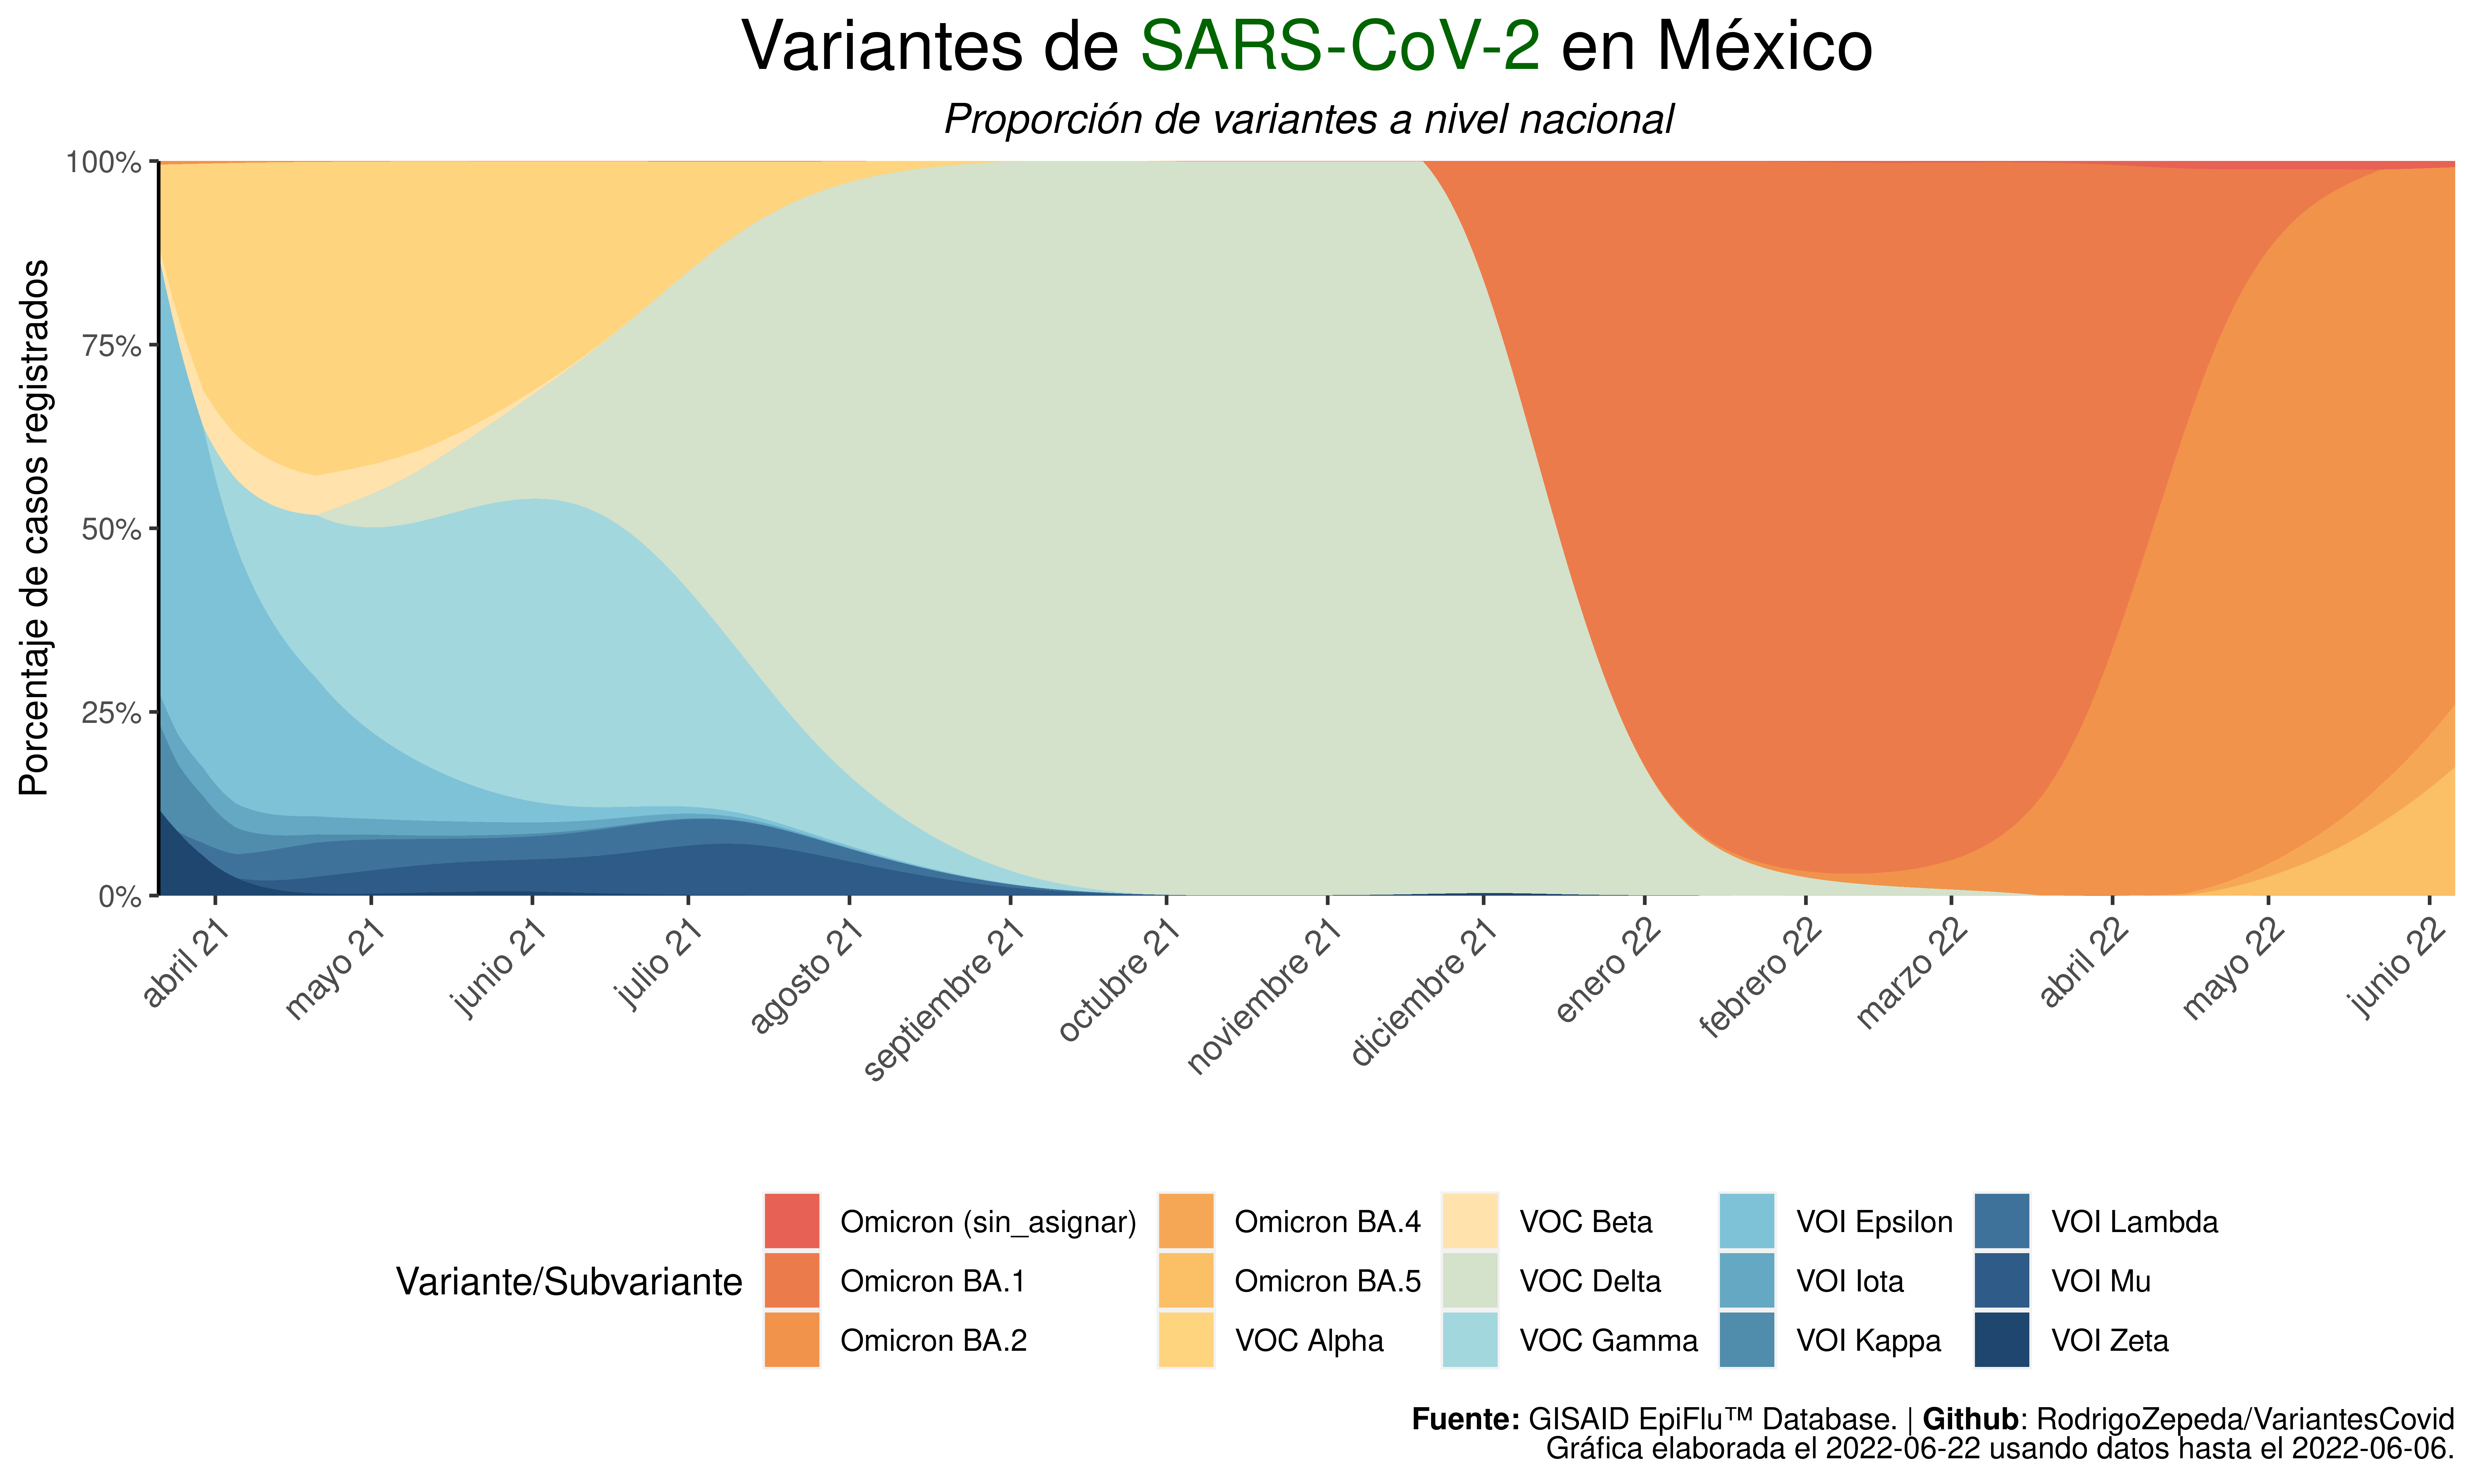 Variantes de SARS-CoV-2 en México
Proporción de variantes a nivel nacional
Porcentaje de casos registrados
100%
75%
50%
25%
0%
abril 21
mayo 21
junio 21
julio 21
agosto 21
septiembre 21
octubre 21
noviembre 21
diciembre 21
enero 22
febrero 22
marzo 22
abril 22
mayo 22
junio 22
Variante/Subvariante
Omicron (sin_asignar)
Omicron BA.1
Omicron BA.2
Omicron BA.4
Omicron BA.5
VOC Alpha
VOC Beta
VOC Delta
VOC Gamma
VOI Epsilon
VOI Iota
VOI Kappa
VOI Lambda
VOI Mu
VOI Zeta
Fuente: GISAID EpiFlu™ Database. | Github: RodrigoZepeda/VariantesCovid
Gráfica elaborada el 2022-06-22 usando datos hasta el 2022-06-06.